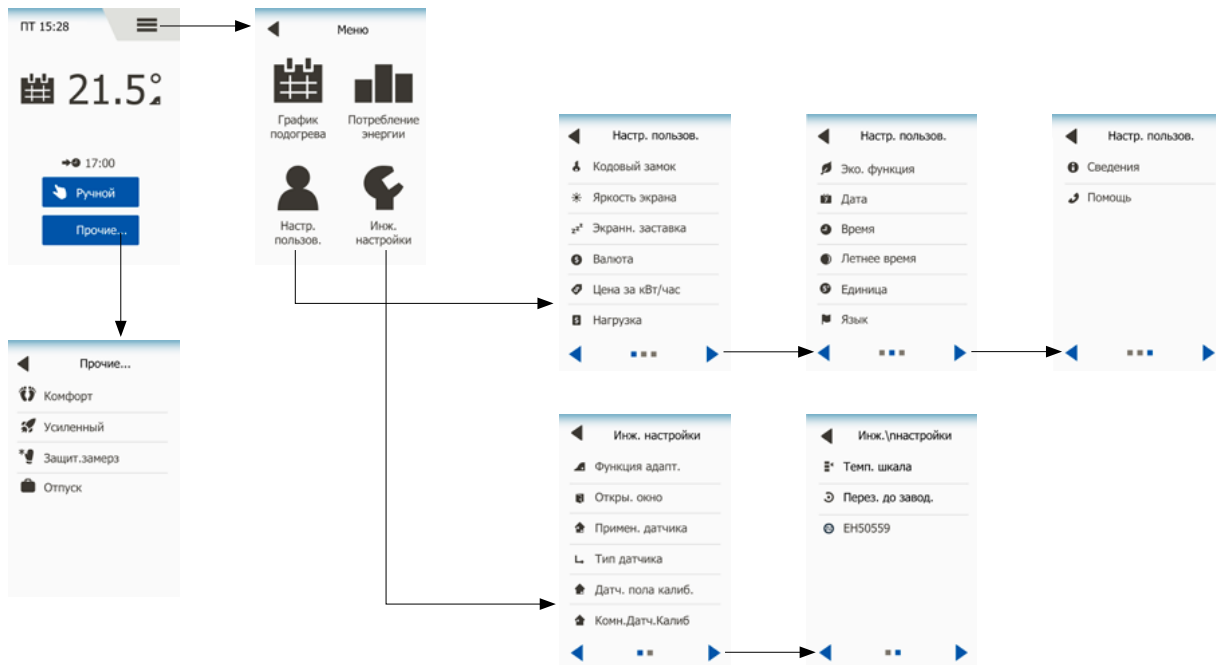 ПТ 15:28
21.5°
17:00
Ручной
Прочие...
Меню
График
подогрева
Потребление
энергии
Настр.
пользов.
Инж.
настройки
Прочие...
Комфорт
Усиленный
Защит.замерз
Отпуск
Настр. пользов.
Кодовый замок
Яркость экрана
Экранн. заставка
Валюта
Цена за кВт/час
Нагрузка
Настр. пользов.
Эко. функция
Дата
Время
Летнее время
Единица
Язык
Настр. пользов.
Сведения
Помощь
Инж. настройки
Функция адапт.
Откры. окно
Примен. датчика
Тип датчика
Датч. пола калиб.
Комн.Датч.Калиб
Инж.\nнастройки
Темп. шкала
Перез. до завод.
EH50559